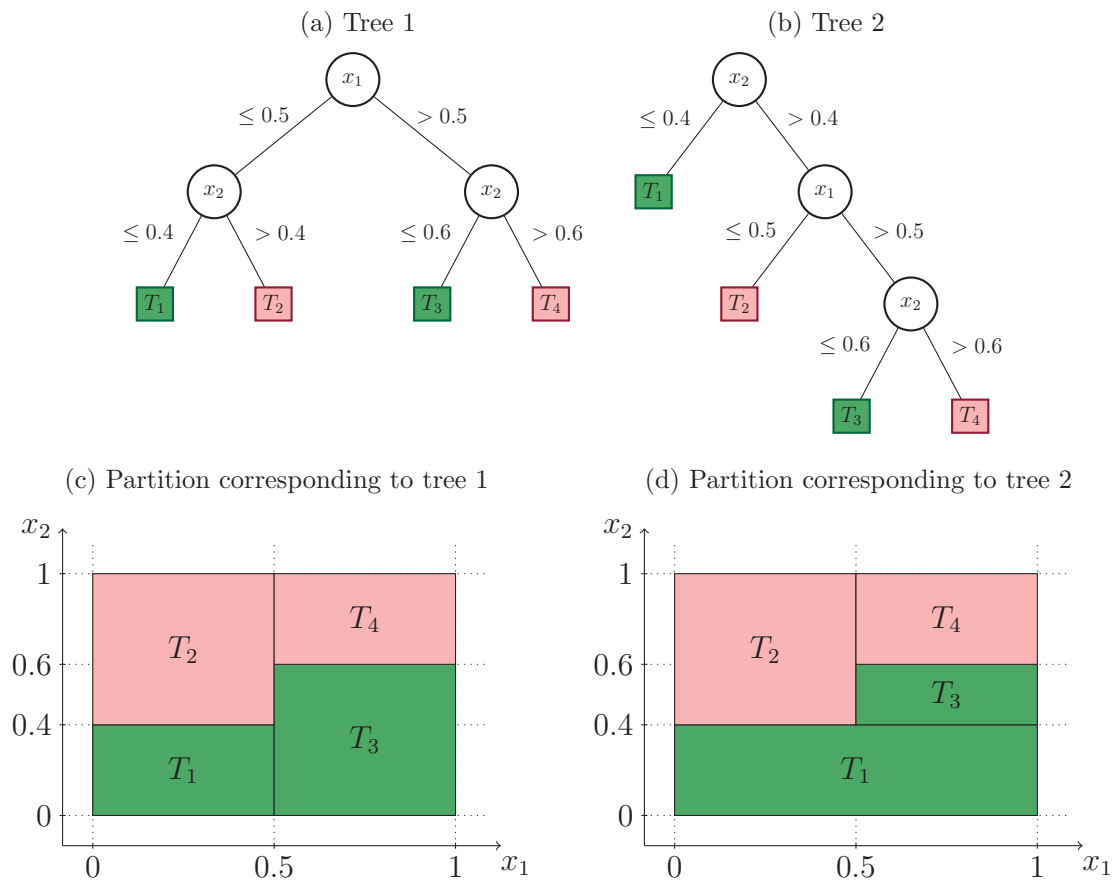 (a) Tree 1
x₁
≤ 0.5
> 0.5
x₂
x₂
≤ 0.4
> 0.4
≤ 0.6
> 0.6
T₁
T₂
T₃
T₄
(b) Tree 2
x₂
≤ 0.4
> 0.4
T₁
x₁
≤ 0.5
> 0.5
T₂
x₂
≤ 0.6
> 0.6
T₃
T₄
(c) Partition corresponding to tree 1
x₂
1
0.6
0.4
0
T₂
T₄
T₁
T₃
0
0.5
1
x₁
(d) Partition corresponding to tree 2
x₂
1
0.6
0.4
0
T₂
T₄
T₃
T₁
0
0.5
1
x₁